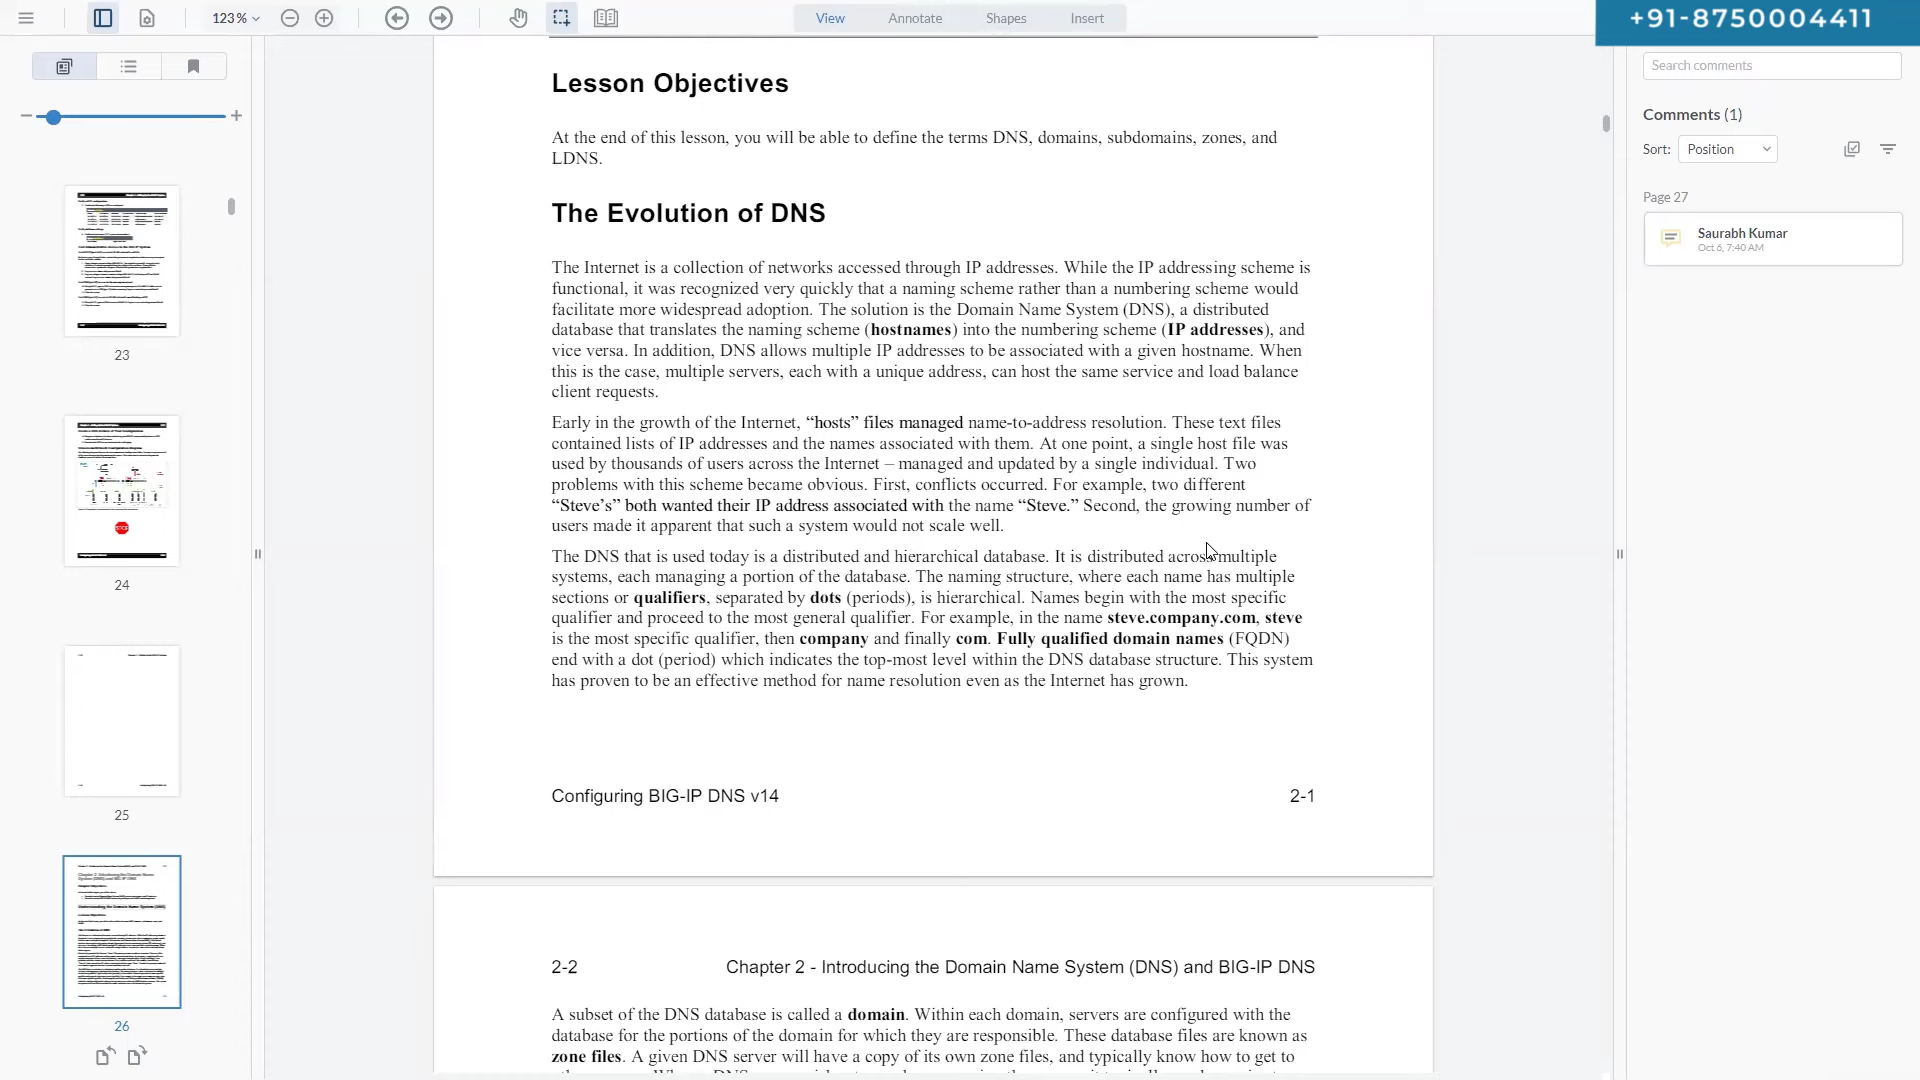 123%
View
Annotate
Shapes
Insert
+91-8750004411
Lesson Objectives
At the end of this lesson, you will be able to define the terms DNS, domains, subdomains, zones, and
LDNS.
The Evolution of DNS
The Internet is a collection of networks accessed through IP addresses. While the IP addressing scheme is
functional, it was recognized very quickly that a naming scheme rather than a numbering scheme would
facilitate more widespread adoption. The solution is the Domain Name System (DNS), a distributed
database that translates the naming scheme (hostnames) into the numbering scheme (IP addresses), and
vice versa. In addition, DNS allows multiple IP addresses to be associated with a given hostname. When
this is the case, multiple servers, each with a unique address, can host the same service and load balance
client requests.
Early in the growth of the Internet, “hosts” files managed name-to-address resolution. These text files
contained lists of IP addresses and the names associated with them. At one point, a single host file was
used by thousands of users across the Internet – managed and updated by a single individual. Two
problems with this scheme became obvious. First, conflicts occurred. For example, two different
“Steve’s” both wanted their IP address associated with the name “Steve.” Second, the growing number of
users made it apparent that such a system would not scale well.
The DNS that is used today is a distributed and hierarchical database. It is distributed across multiple
systems, each managing a portion of the database. The naming structure, where each name has multiple
sections or qualifiers, separated by dots (periods), is hierarchical. Names begin with the most specific
qualifier and proceed to the most general qualifier. For example, in the name steve.company.com, steve
is the most specific qualifier, then company and finally com. Fully qualified domain names (FQDN)
end with a dot (period) which indicates the top-most level within the DNS database structure. This system
has proven to be an effective method for name resolution even as the Internet has grown.
Configuring BIG-IP DNS v14
2-1
2-2
Chapter 2 - Introducing the Domain Name System (DNS) and BIG-IP DNS
A subset of the DNS database is called a domain. Within each domain, servers are configured with the
database for the portions of the domain for which they are responsible. These database files are known as
zone files. A given DNS server will have a copy of its own zone files, and typically know how to get to
23
24
25
26
Search comments
Comments (1)
Sort:
Position
Page 27
Saurabh Kumar
Oct 6, 7:40 AM